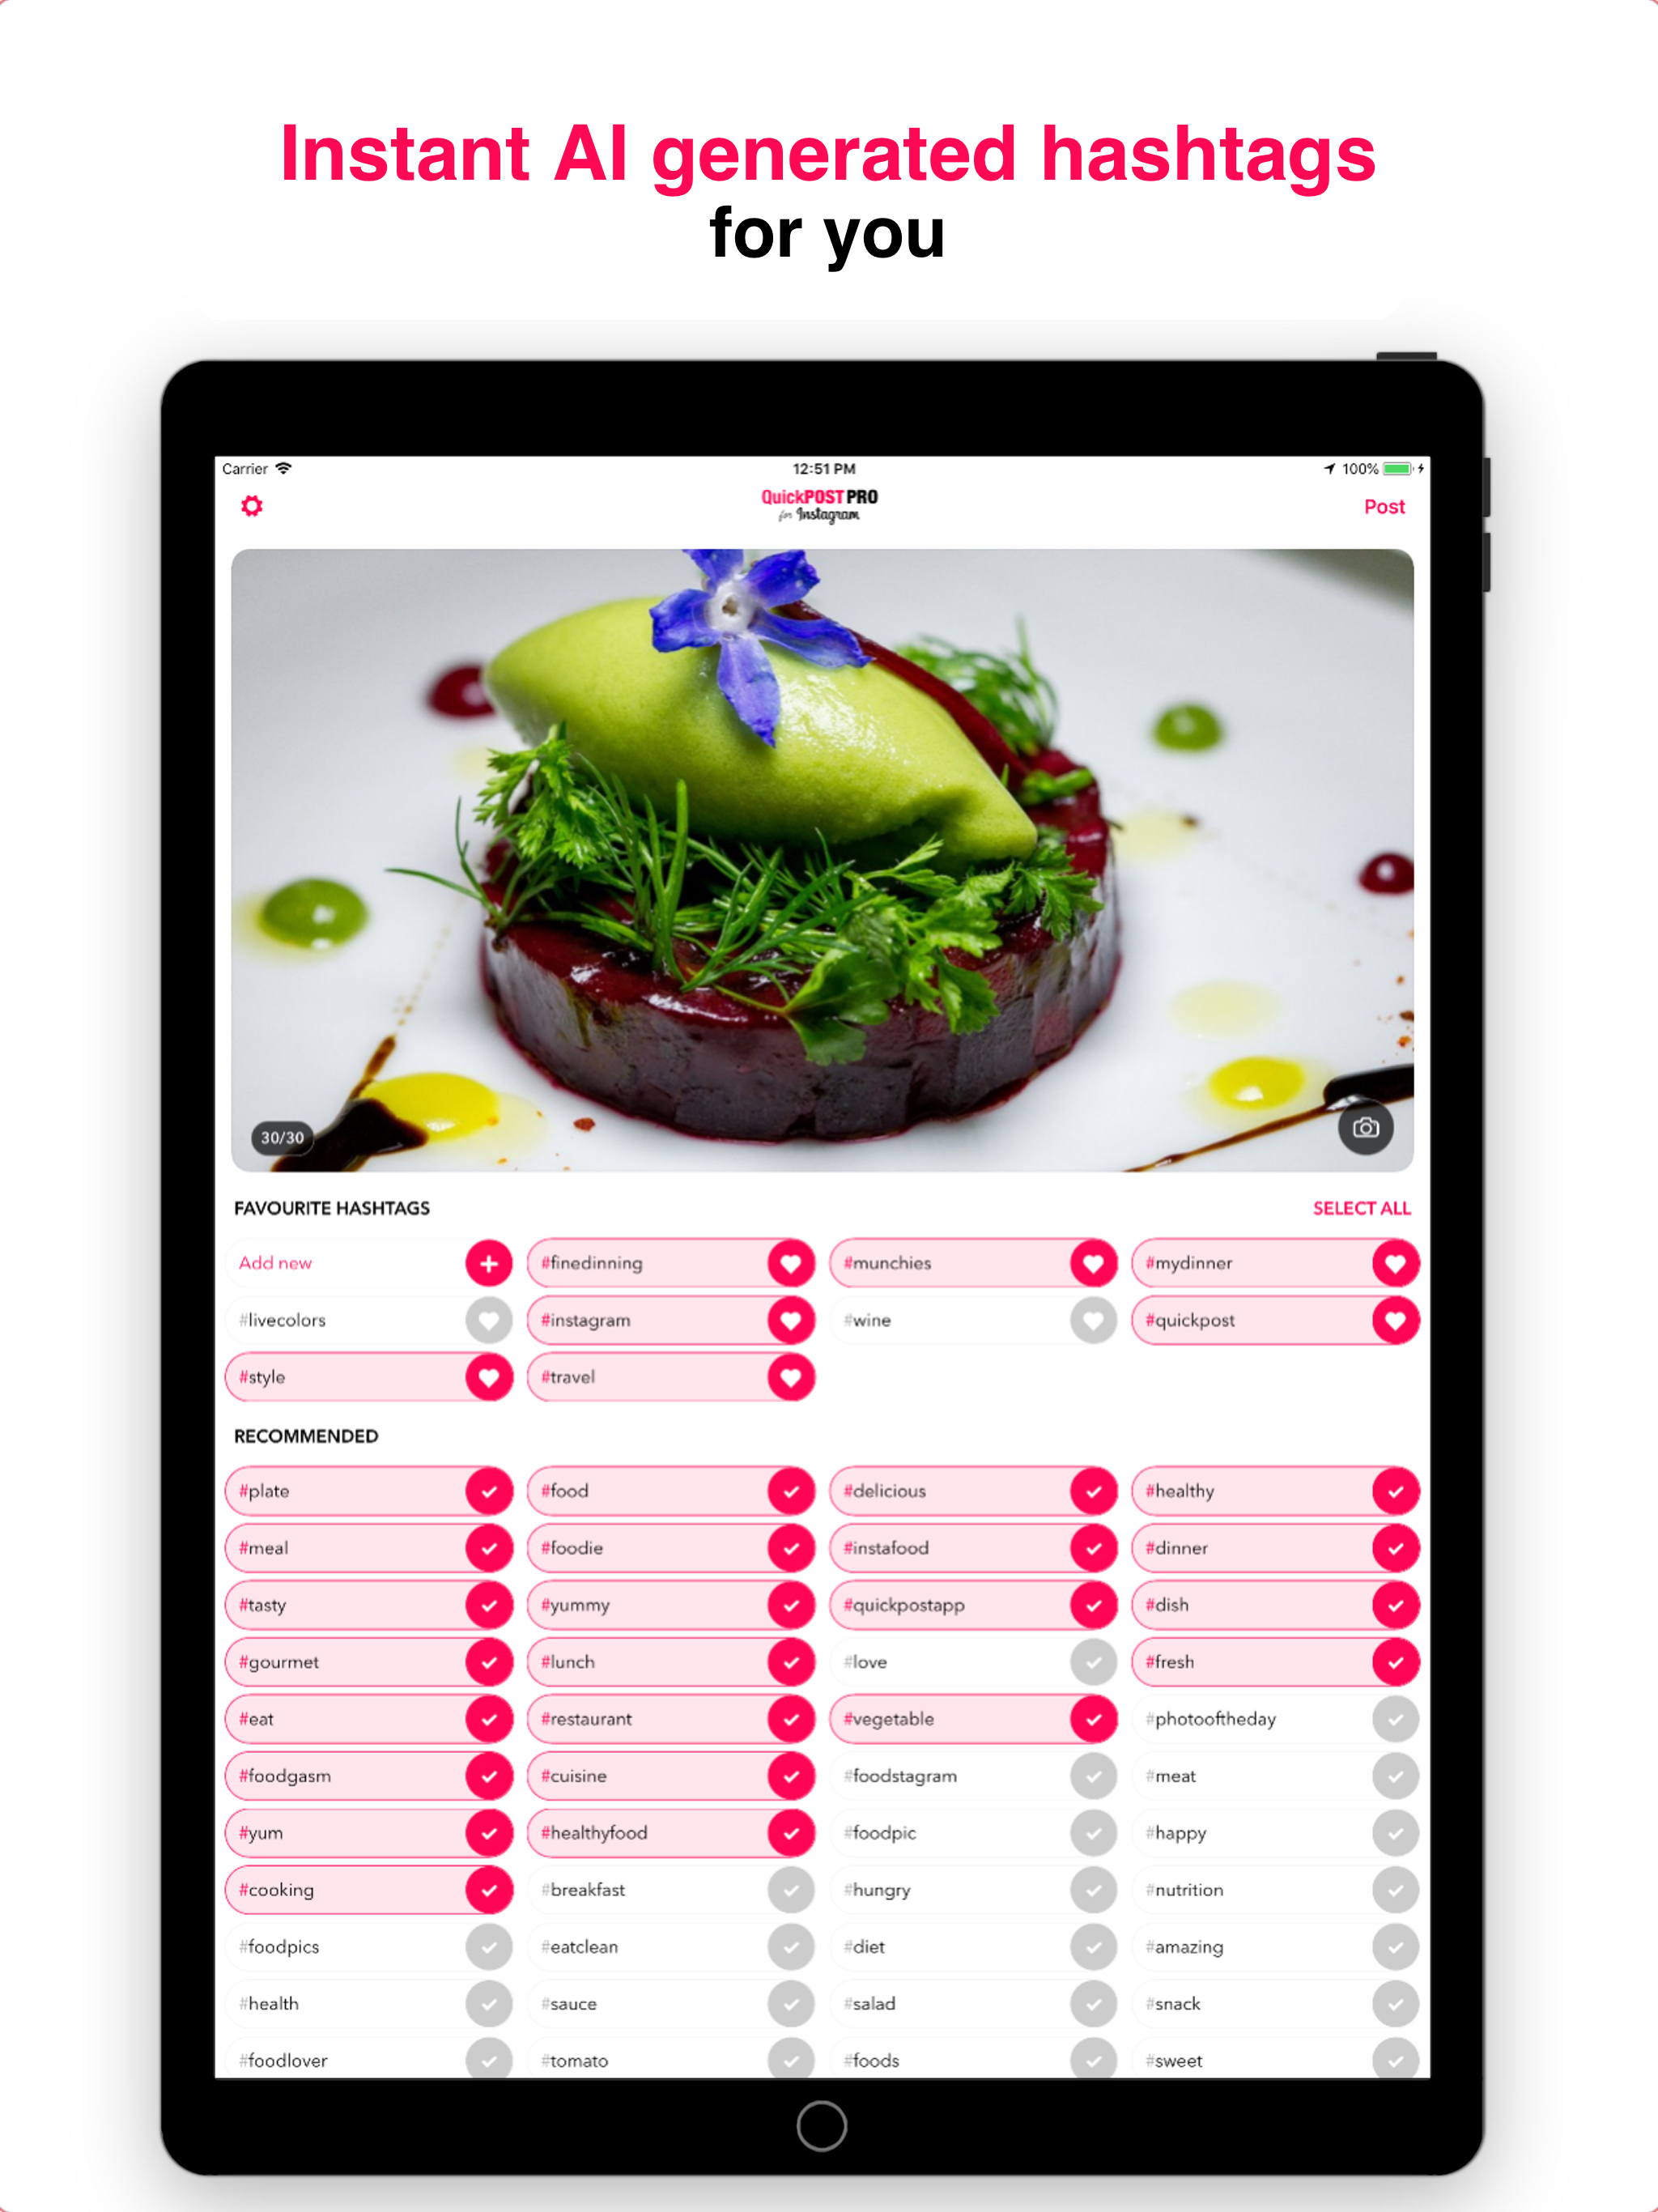 Instant AI generated hashtags
for you
Carrier 12:51 PM 100%
QuickPOST PRO
for Instagram
Post
30/30
FAVOURITE HASHTAGS SELECT ALL
Add new #finedinning #munchies #mydinner
#livecolors #instagram #wine #quickpost
#style #travel
RECOMMENDED
#plate #food #delicious #healthy
#meal #foodie #instafood #dinner
#tasty #yummy #quickpostapp #dish
#gourmet #lunch #love #fresh
#eat #restaurant #vegetable #photooftheday
#foodgasm #cuisine #foodstagram #meat
#yum #healthyfood #foodpic #happy
#cooking #breakfast #hungry #nutrition
#foodpics #eatclean #diet #amazing
#health #sauce #salad #snack
#foodlover #tomato #foods #sweet